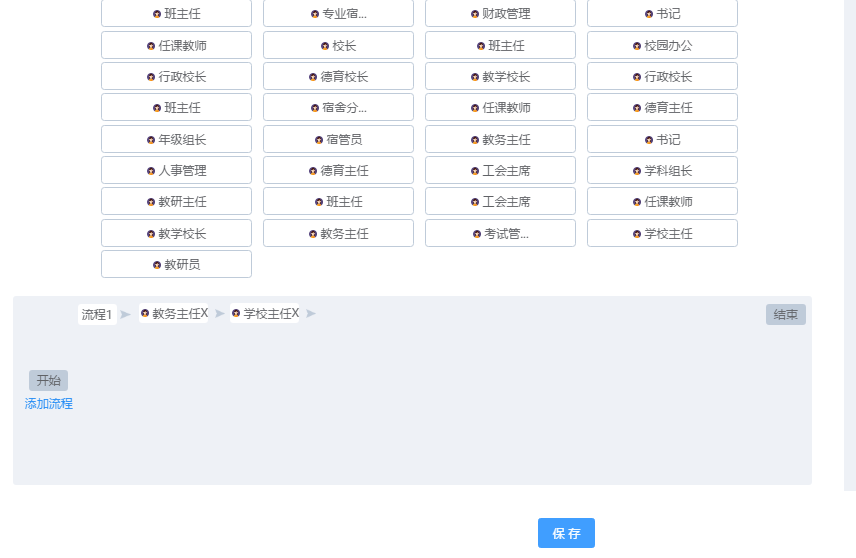 班主任 专业宿... 财政管理 书记
任课教师 校长 班主任 校园办公
行政校长 德育校长 教学校长 行政校长
班主任 宿舍分... 任课教师 德育主任
年级组长 宿管员 教务主任 书记
人事管理 德育主任 工会主席 学科组长
教研主任 班主任 工会主席 任课教师
教学校长 教务主任 考试管... 学校主任
教研员
流程1 教务主任X 学校主任X 结束
开始
添加流程
保存